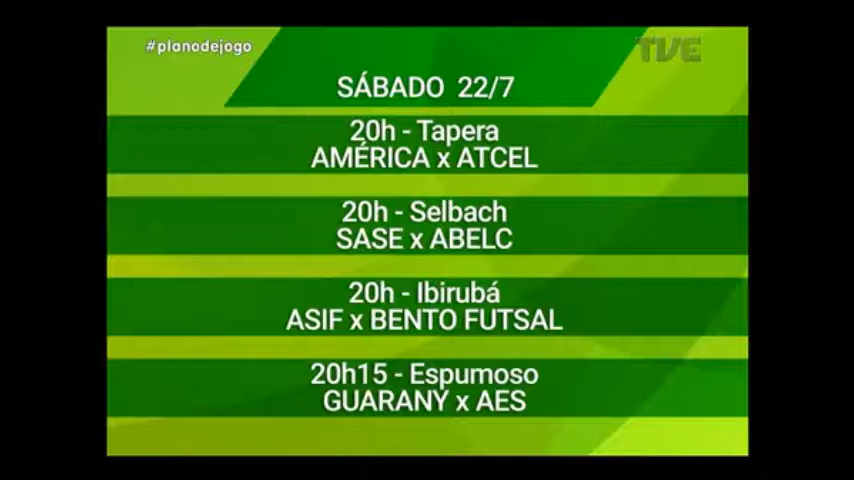 #planodejogo
TVE
SÁBADO 22/7
20h - Tapera
AMÉRICA x ATCEL
20h - Selbach
SASE x ABELC
20h - Ibirubá
ASIF x BENTO FUTSAL
20h15 - Espumoso
GUARANY x AES